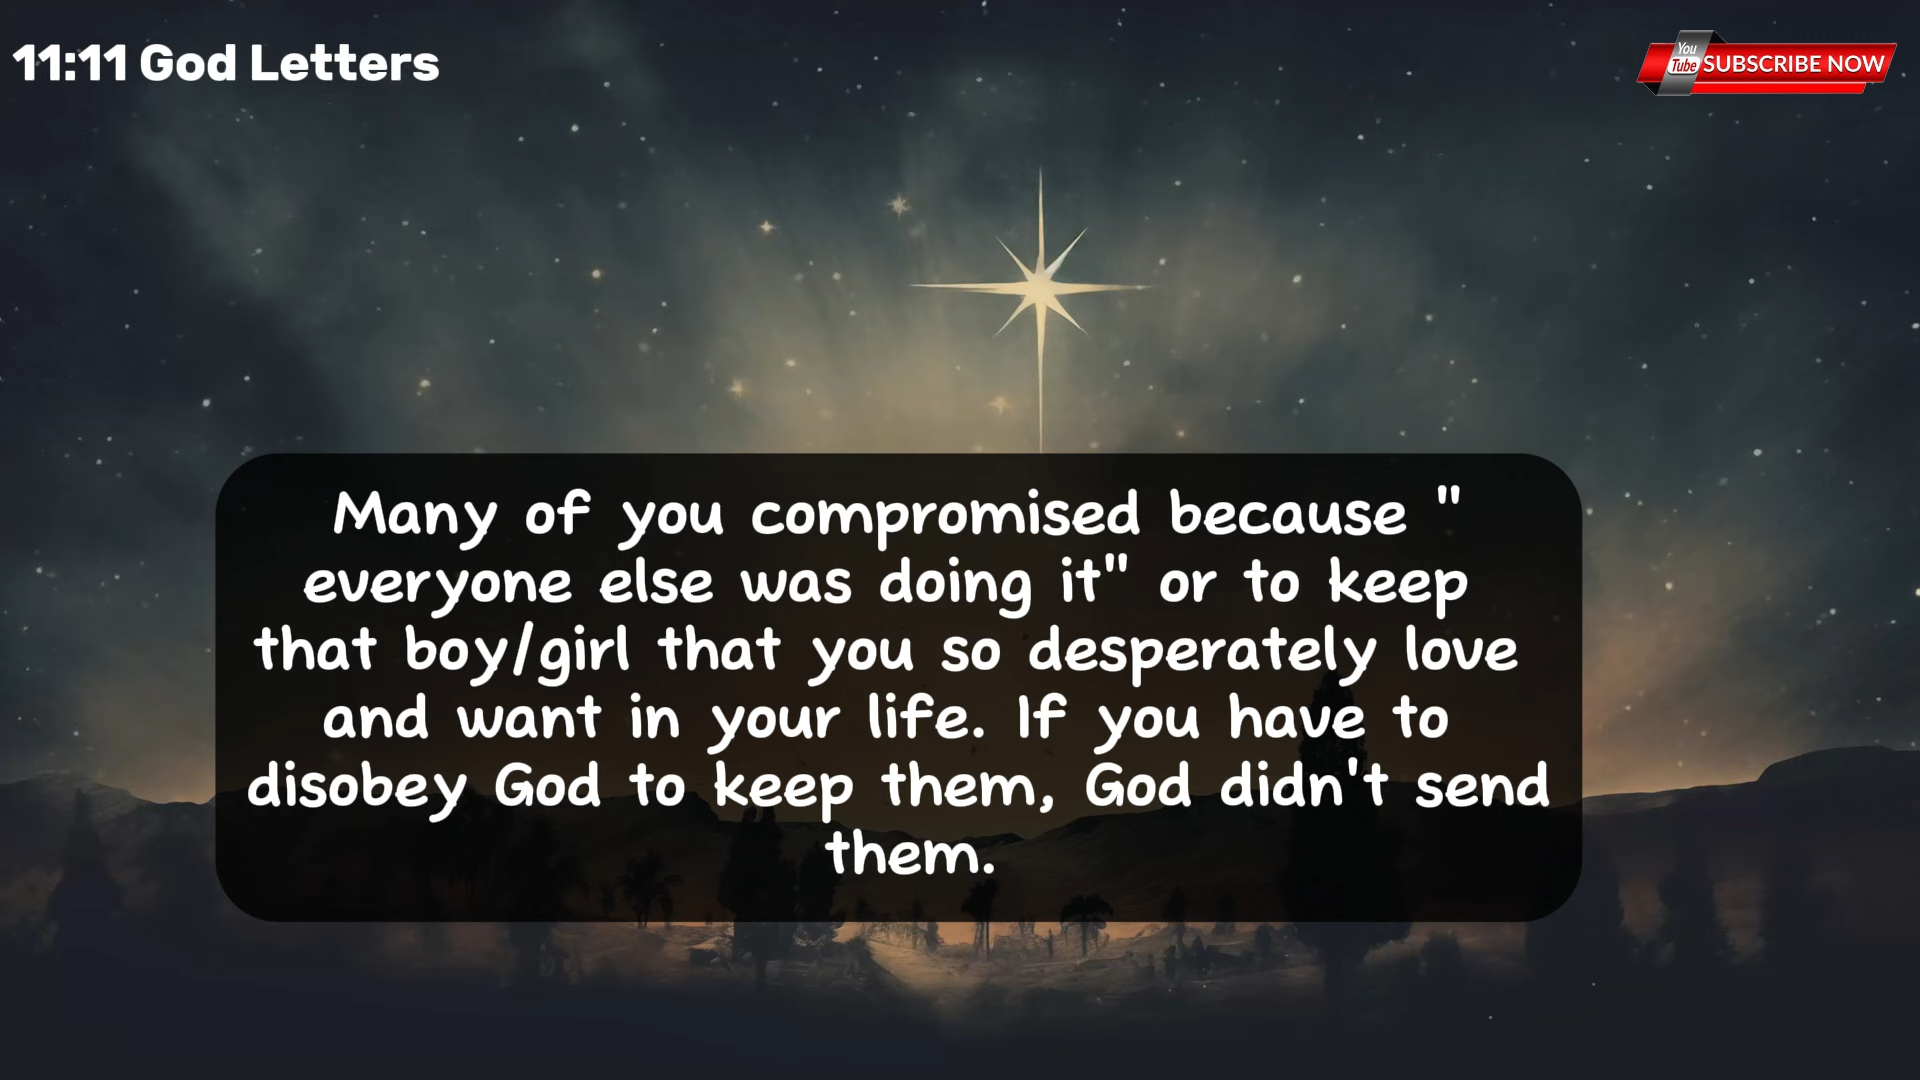 11:11 God Letters
You
Tube
SUBSCRIBE NOW
Many of you compromised because "
everyone else was doing it" or to keep
that boy/girl that you so desperately love
and want in your life. If you have to
disobey God to keep them, God didn't send
them.